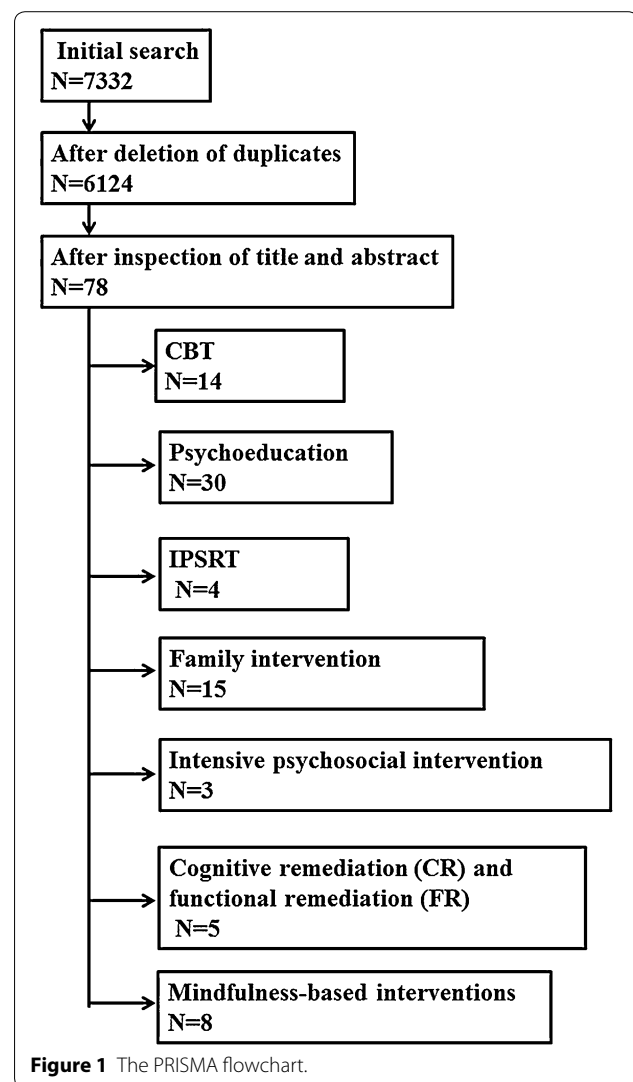 Initial search
N=7332
After deletion of duplicates
N=6124
After inspection of title and abstract
N=78
CBT
N=14
Psychoeducation
N=30
IPSRT
N=4
Family intervention
N=15
Intensive psychosocial intervention
N=3
Cognitive remediation (CR) and
functional remediation (FR)
N=5
Mindfulness-based interventions
N=8
Figure 1 The PRISMA flowchart.